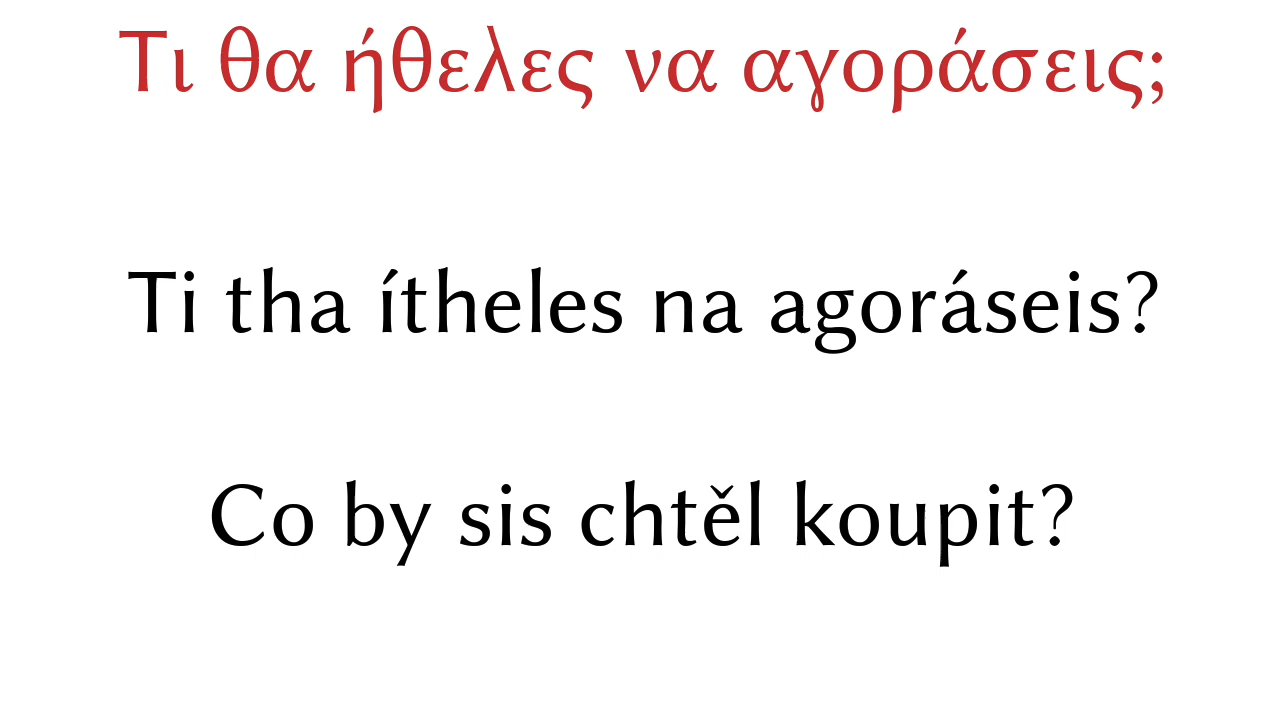 Τι θα ήθελες να αγοράσεις;
Ti tha ítheles na agoráseis?
Co by sis chtěl koupit?